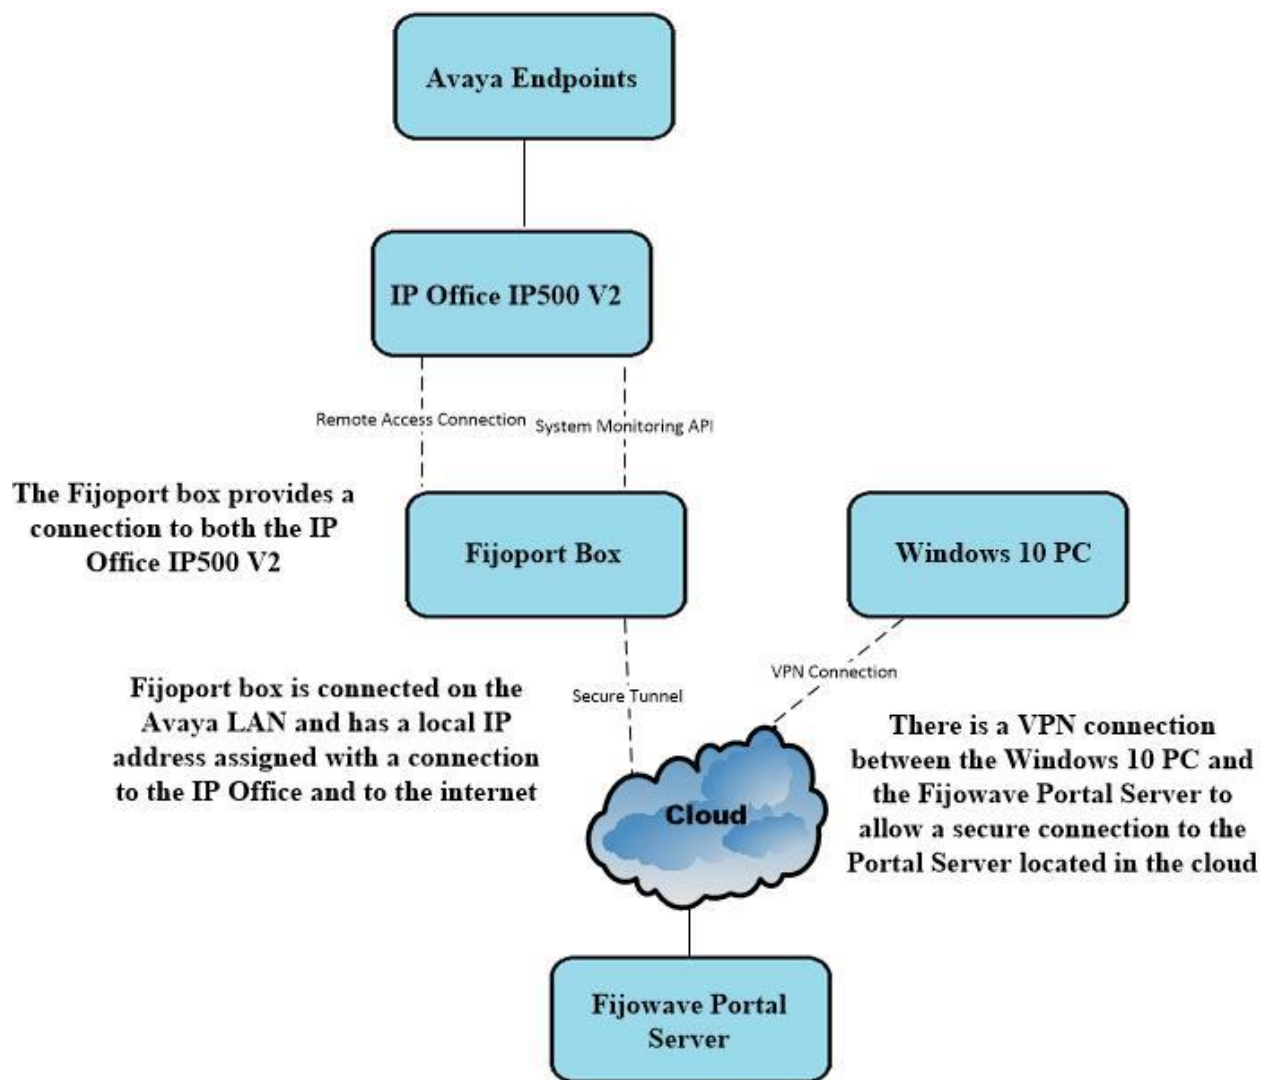 Avaya Endpoints
IP Office IP500 V2
Remote Access Connection
System Monitoring API
The Fijoport box provides a
connection to both the IP
Office IP500 V2
Fijoport Box
Windows 10 PC
VPN Connection
Secure Tunnel
Fijoport box is connected on the
Avaya LAN and has a local IP
address assigned with a connection
to the IP Office and to the internet
There is a VPN connection
between the Windows 10 PC and
the Fijowave Portal Server to
allow a secure connection to the
Portal Server located in the cloud
Cloud
Fijowave Portal
Server